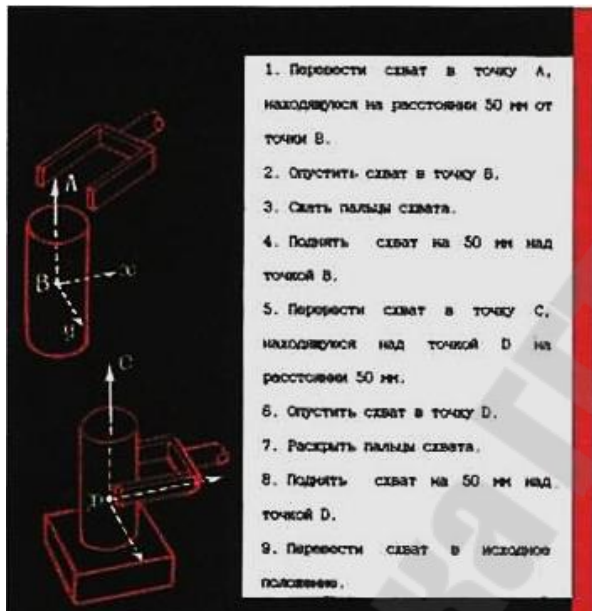 1. Перевести схват в точку А,
находящуюся на расстоянии 50 мм от
точки В.
2. Опустить схват в точку В.
3. Сжать пальцы схвата.
4. Поднять схват на 50 мм над
точкой В.
5. Перевести схват в точку С,
находящуюся над точкой D на
расстоянии 50 мм.
6. Опустить схват в точку D.
7. Раскрыть пальцы схвата.
8. Поднять схват на 50 мм над
точкой D.
9. Перевести схват в исходное
положение.
A
B
x
y
C
D